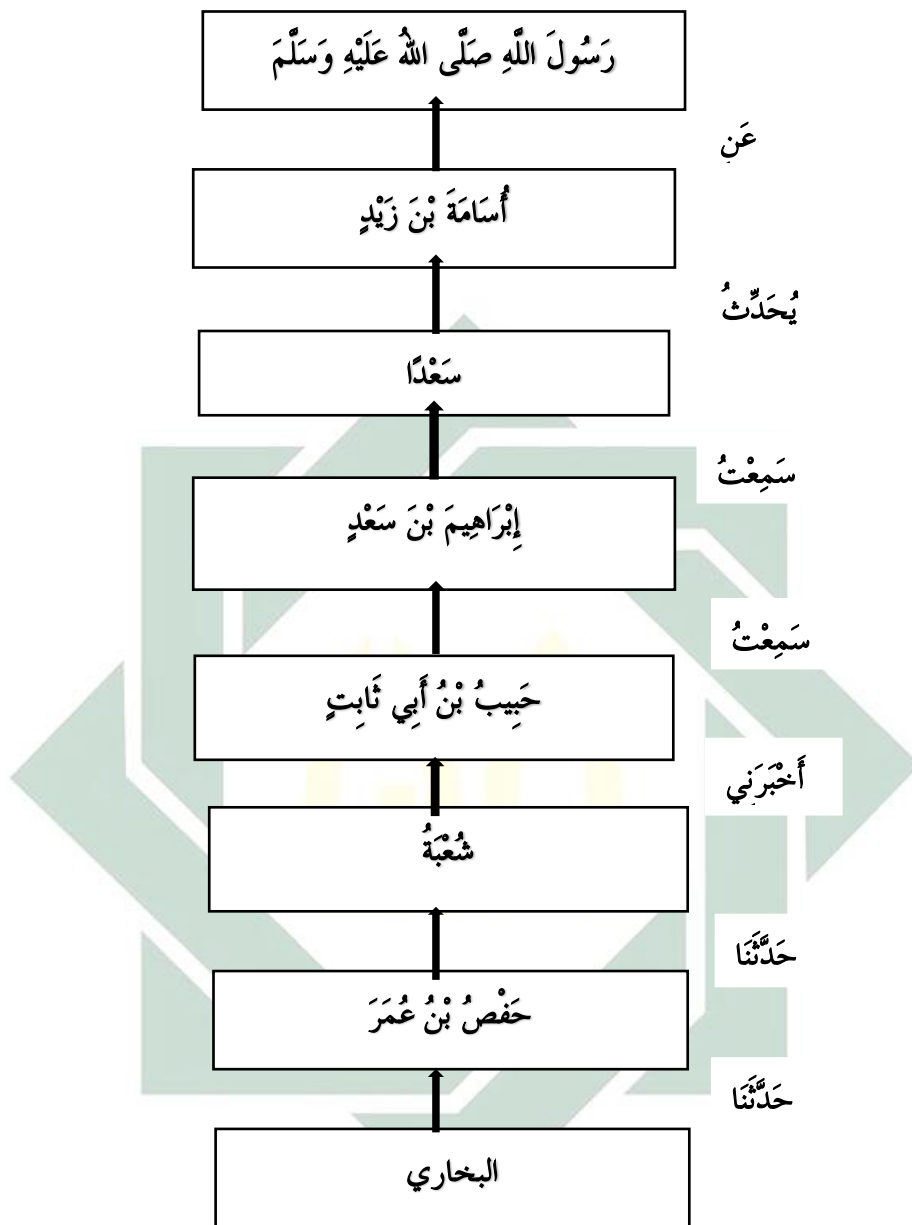 رَسُولَ اللَّهِ صَلَّى اللهُ عَلَيْهِ وَسَلَّمَ
عَنِ
أُسَامَةَ بْنَ زَيْدٍ
يُحَدِّثُ
سَعْدًا
سَمِعْتُ
إِبْرَاهِيمَ بْنَ سَعْدٍ
سَمِعْتُ
حَبِيبُ بْنُ أَبِي ثَابِتٍ
أَخْبَرَنِي
شُعْبَةُ
حَدَّثَنَا
حَفْصُ بْنُ عُمَرَ
حَدَّثَنَا
البخاري